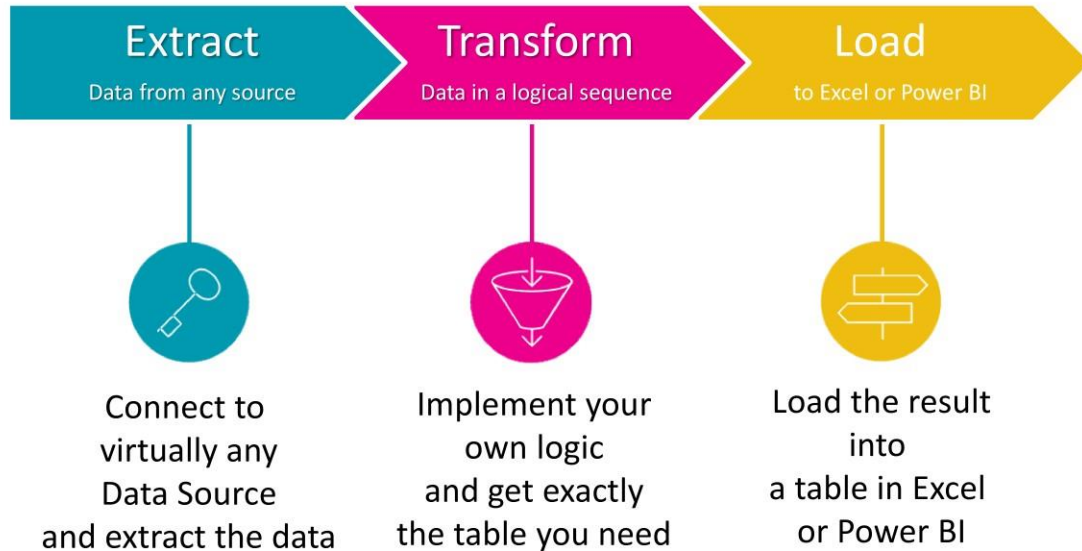 Extract
Data from any source
Transform
Data in a logical sequence
Load
to Excel or Power BI
Connect to
virtually any
Data Source
and extract the data
Implement your
own logic
and get exactly
the table you need
Load the result
into
a table in Excel
or Power BI